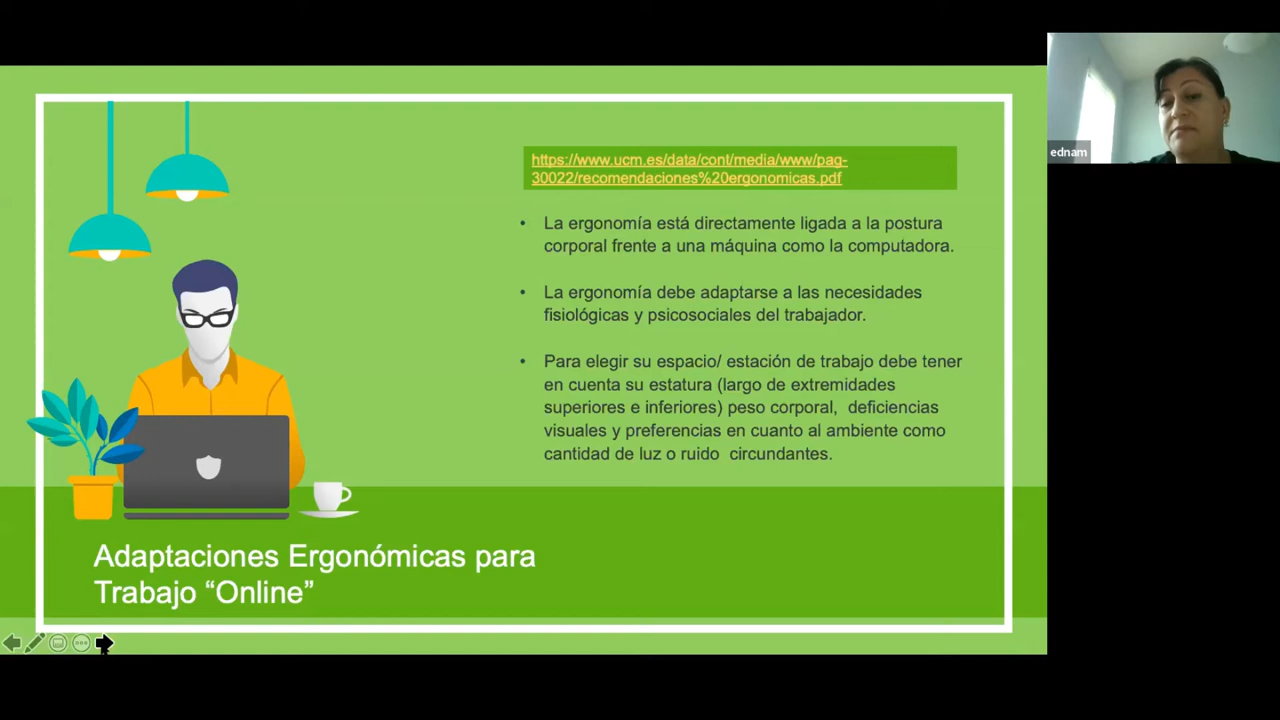 https://www.ucm.es/data/cont/media/www/pag-
30022/recomendaciones%20ergonomicas.pdf
• La ergonomía está directamente ligada a la postura
corporal frente a una máquina como la computadora.
• La ergonomía debe adaptarse a las necesidades
fisiológicas y psicosociales del trabajador.
• Para elegir su espacio/ estación de trabajo debe tener
en cuenta su estatura (largo de extremidades
superiores e inferiores) peso corporal, deficiencias
visuales y preferencias en cuanto al ambiente como
cantidad de luz o ruido circundantes.
Adaptaciones Ergonómicas para
Trabajo “Online”
ednam